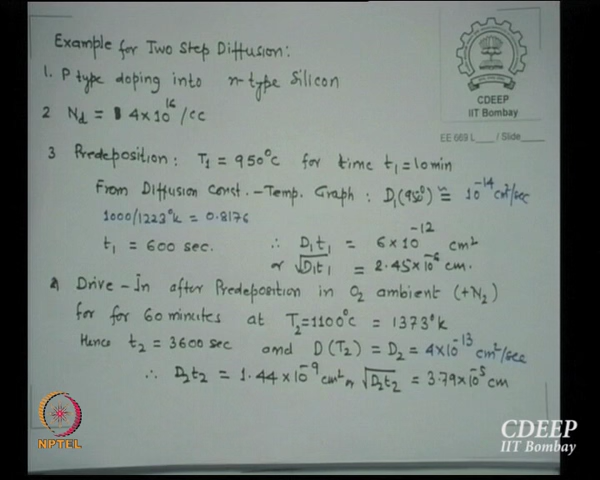 Example for Two Step Diffusion:
1. P type doping into n-type Silicon
2 Nd = 4×10^16 /cc
3 Predeposition: T1 = 950°C for time t1 = 10 min
From Diffusion Const. - Temp. Graph : D1(950°) ≅ 10^-14 cm²/sec
1000/1223°K = 0.8176
t1 = 600 sec. ∴ D1t1 = 6×10^-12 cm²
or √D1t1 = 2.45×10^-6 cm.
4) Drive-In after Predeposition in O2 ambient (+N2)
for for 60 minutes at T2=1100°C = 1373°K
Hence t2 = 3600 sec and D(T2) = D2 = 4×10^-13 cm²/sec
∴ D2t2 = 1.44×10^-9 cm² or √D2t2 = 3.79×10^-5 cm
CDEEP
IIT Bombay
EE 669 L____ / Slide____
NPTEL
CDEEP
IIT Bombay